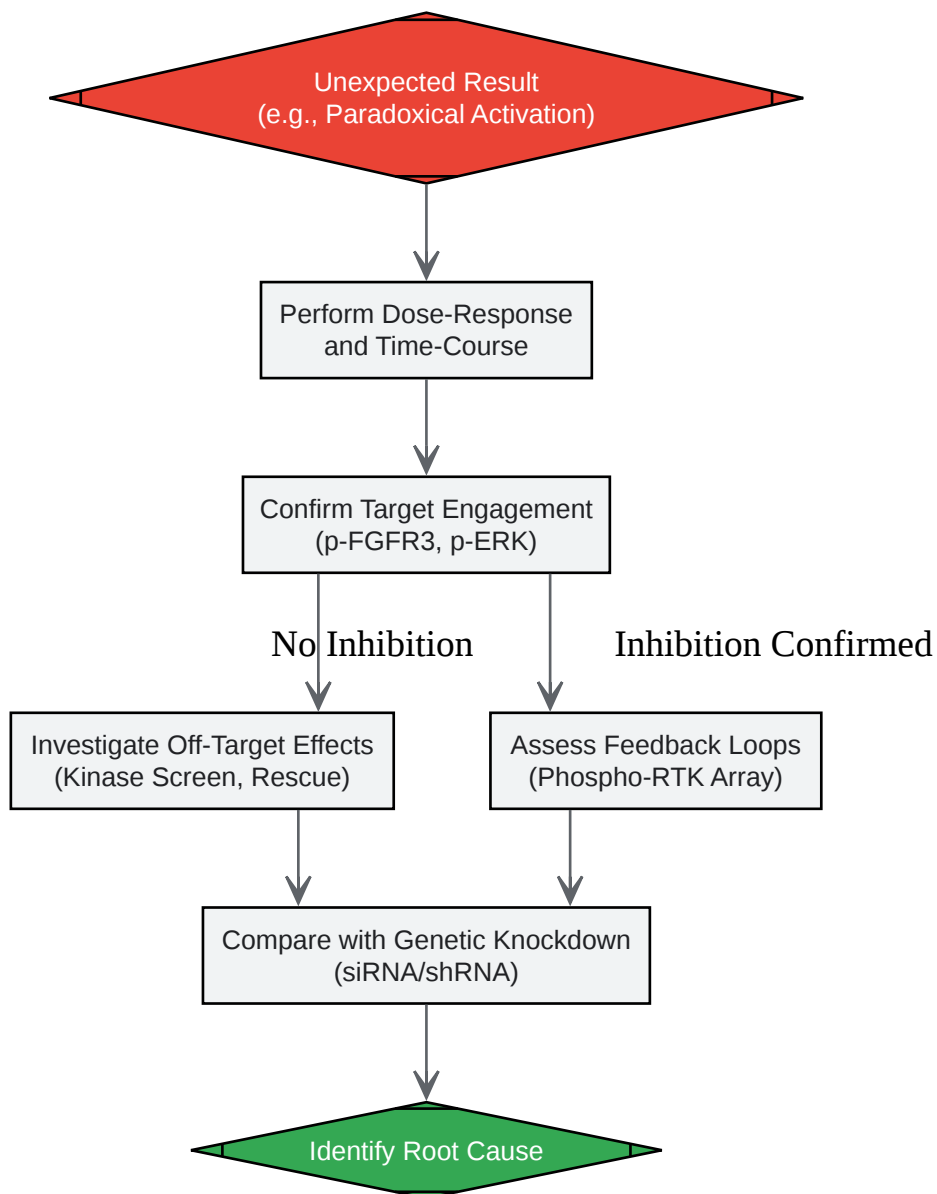 Unexpected Result
(e.g., Paradoxical Activation)
Perform Dose-Response
and Time-Course
Confirm Target Engagement
(p-FGFR3, p-ERK)
No Inhibition
Inhibition Confirmed
Investigate Off-Target Effects
(Kinase Screen, Rescue)
Assess Feedback Loops
(Phospho-RTK Array)
Compare with Genetic Knockdown
(siRNA/shRNA)
Identify Root Cause